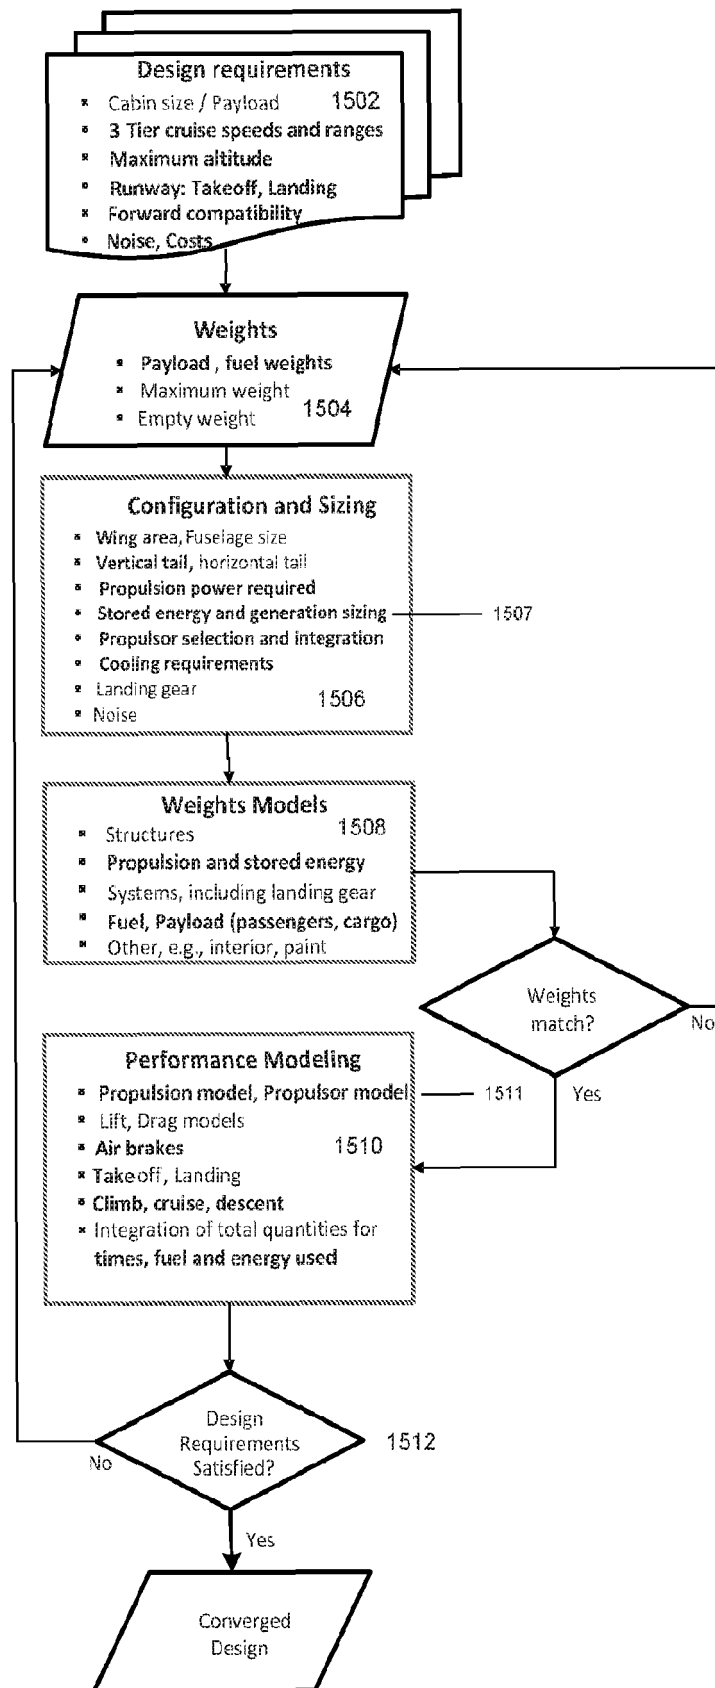 Design requirements
Cabin size / Payload
1502
3 Tier cruise speeds and ranges
Maximum altitude
Runway: Takeoff, Landing
Forward compatibility
Noise, Costs
Weights
Payload , fuel weights
Maximum weight
Empty weight
1504
Configuration and Sizing
Wing area, Fuselage size
Vertical tail, horizontal tail
Propulsion power required
Stored energy and generation sizing
1507
Propulsor selection and integration
Cooling requirements
Landing gear
1506
Noise
Weights Models
Structures
1508
Propulsion and stored energy
Systems, including landing gear
Fuel, Payload (passengers, cargo)
Other, e.g., interior, paint
Weights
match?
No
Yes
Performance Modeling
Propulsion model, Propulsor model
1511
Lift, Drag models
Air brakes
1510
Takeoff, Landing
Climb, cruise, descent
Integration of total quantities for
times, fuel and energy used
Design
Requirements
Satisfied?
1512
No
Yes
Converged
Design